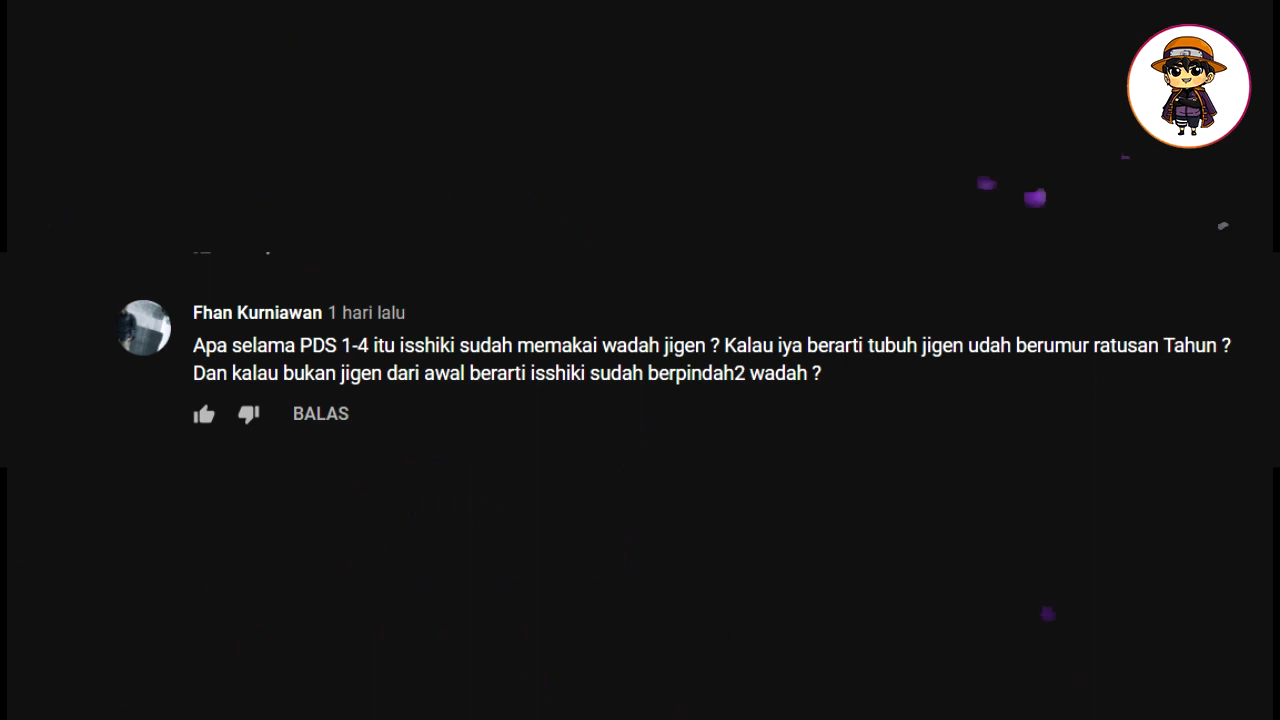 Fhan Kurniawan 1 hari lalu
Apa selama PDS 1-4 itu isshiki sudah memakai wadah jigen ? Kalau iya berarti tubuh jigen udah berumur ratusan Tahun ?
Dan kalau bukan jigen dari awal berarti isshiki sudah berpindah2 wadah ?
BALAS